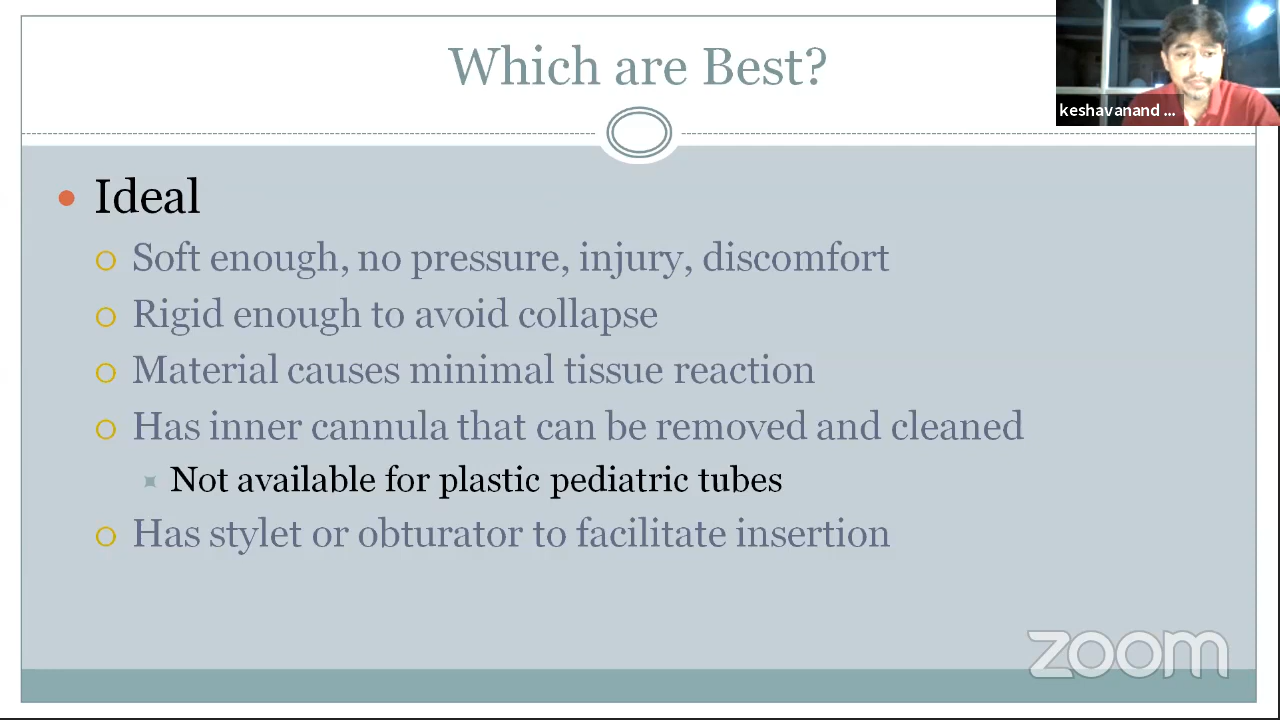 Which are Best?
keshavanand ...
Ideal
Soft enough, no pressure, injury, discomfort
Rigid enough to avoid collapse
Material causes minimal tissue reaction
Has inner cannula that can be removed and cleaned
Not available for plastic pediatric tubes
Has stylet or obturator to facilitate insertion
zoom